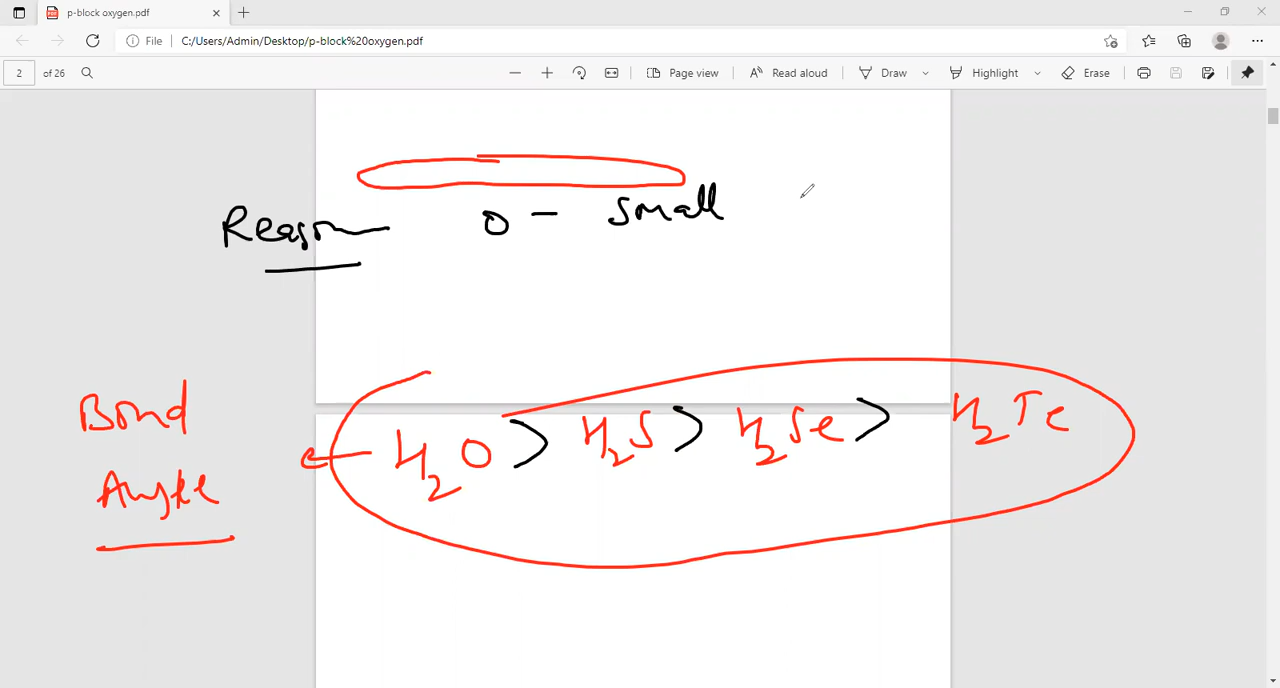 p-block oxygen.pdf
File C:/Users/Admin/Desktop/p-block%20oxygen.pdf
2 of 26 Page view Read aloud Draw Highlight Erase
Reason O - Small
Bond
Angle
H2O > H2S > H2Se > H2Te